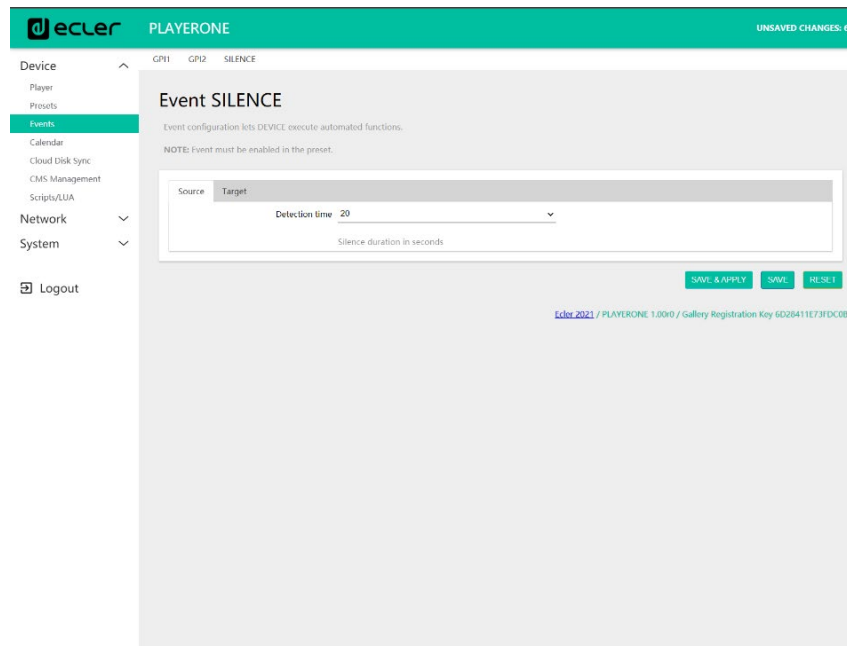 ecler
PLAYERONE
UNSAVED CHANGES: 6
Device
Player
Presets
Events
Calendar
Cloud Disk Sync
CMS Management
Scripts/LUA
Network
System
Logout
GPI1 GPI2 SILENCE
Event SILENCE
Event configuration lets DEVICE execute automated functions.
NOTE: Event must be enabled in the preset.
Source Target
Detection time 20
Silence duration in seconds
SAVE & APPLY SAVE RESET
Ecler 2021 / PLAYERONE 1.00r0 / Gallery Registration Key 6D28411E73FDC0B